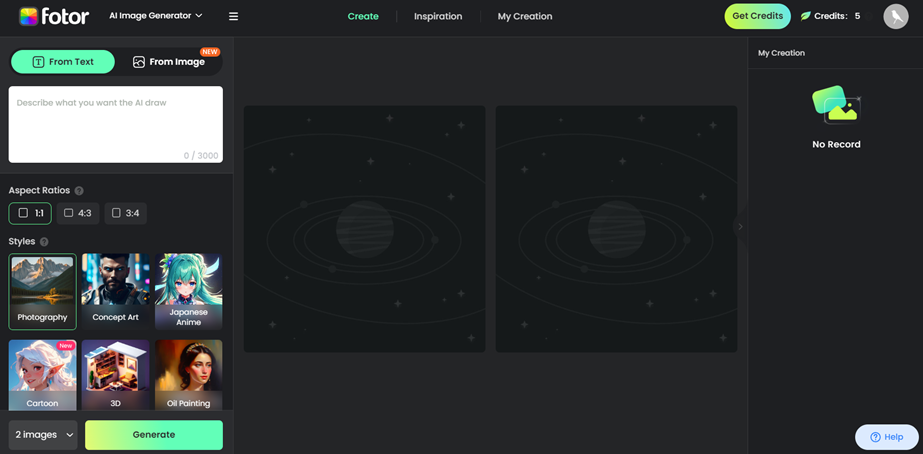 fotor
AI Image Generator
Create
Inspiration
My Creation
Get Credits
Credits: 5
From Text
From Image
NEW
Describe what you want the AI draw
0 / 3000
Aspect Ratios ?
1:1
4:3
3:4
Styles ?
Photography
Concept Art
Japanese
Anime
New
Cartoon
3D
Oil Painting
2 images
Generate
My Creation
No Record
? Help